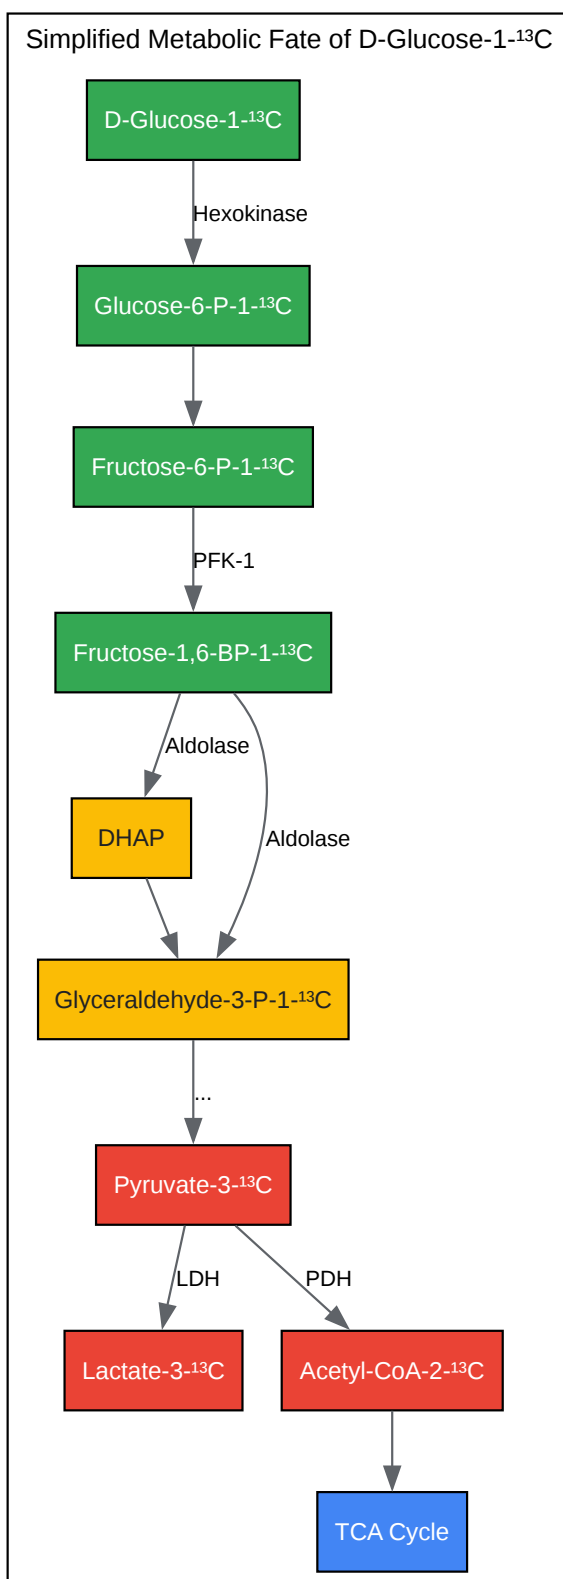 Simplified Metabolic Fate of D-Glucose-1-¹³C
D-Glucose-1-¹³C
Hexokinase
Glucose-6-P-1-¹³C
Fructose-6-P-1-¹³C
PFK-1
Fructose-1,6-BP-1-¹³C
Aldolase
DHAP
Aldolase
Glyceraldehyde-3-P-1-¹³C
...
Pyruvate-3-¹³C
LDH
PDH
Lactate-3-¹³C
Acetyl-CoA-2-¹³C
TCA Cycle